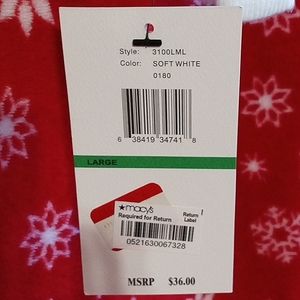 Style: 3100LML
Color: SOFT WHITE
0180
6 38419 34741 8
LARGE
★macy's
Required for Return
Return
Label
0521630067328
MSRP $36.00